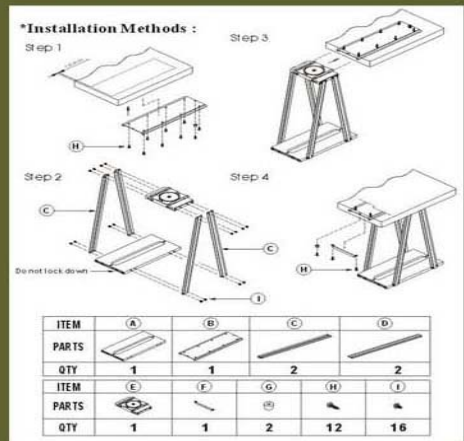 *Installation Methods :
Step 1
Step 3
H
Step 2
Step 4
C
C
H
Do not lock down
I
ITEM A B C D
PARTS
QTY 1 1 2 2
ITEM E F G H I
PARTS
QTY 1 1 2 12 16